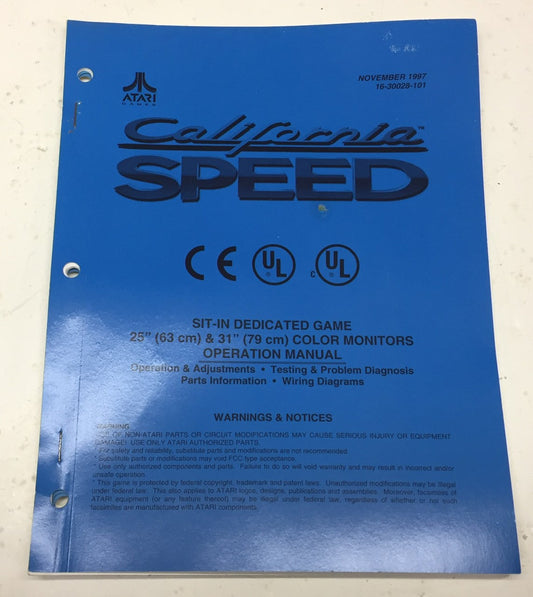 NOVEMBER 1997
16-30028-101
ATARI
GAMES
California™
SPEED
CE UL c UL
SIT-IN DEDICATED GAME
25" (63 cm) & 31" (79 cm) COLOR MONITORS
OPERATION MANUAL
Operation & Adjustments • Testing & Problem Diagnosis
Parts Information • Wiring Diagrams
WARNINGS & NOTICES
WARNING
USE OF NON-ATARI PARTS OR CIRCUIT MODIFICATIONS MAY CAUSE SERIOUS INJURY OR EQUIPMENT
DAMAGE! USE ONLY ATARI AUTHORIZED PARTS.
* For safety and reliability, substitute parts and modifications are not recommended.
* Substitute parts or modifications may void FCC type acceptance.
* Use only authorized components and parts. Failure to do so will void warranty and may result in incorrect and/or
unsafe operation.
* This game is protected by federal copyright, trademark and patent laws. Unauthorized modifications may be illegal
under federal law. This also applies to ATARI logos, designs, publications and assemblies. Moreover, facsimiles of
ATARI equipment (or any feature thereof) may be illegal under federal law, regardless of whether or not such
facsimiles are manufactured with ATARI components.